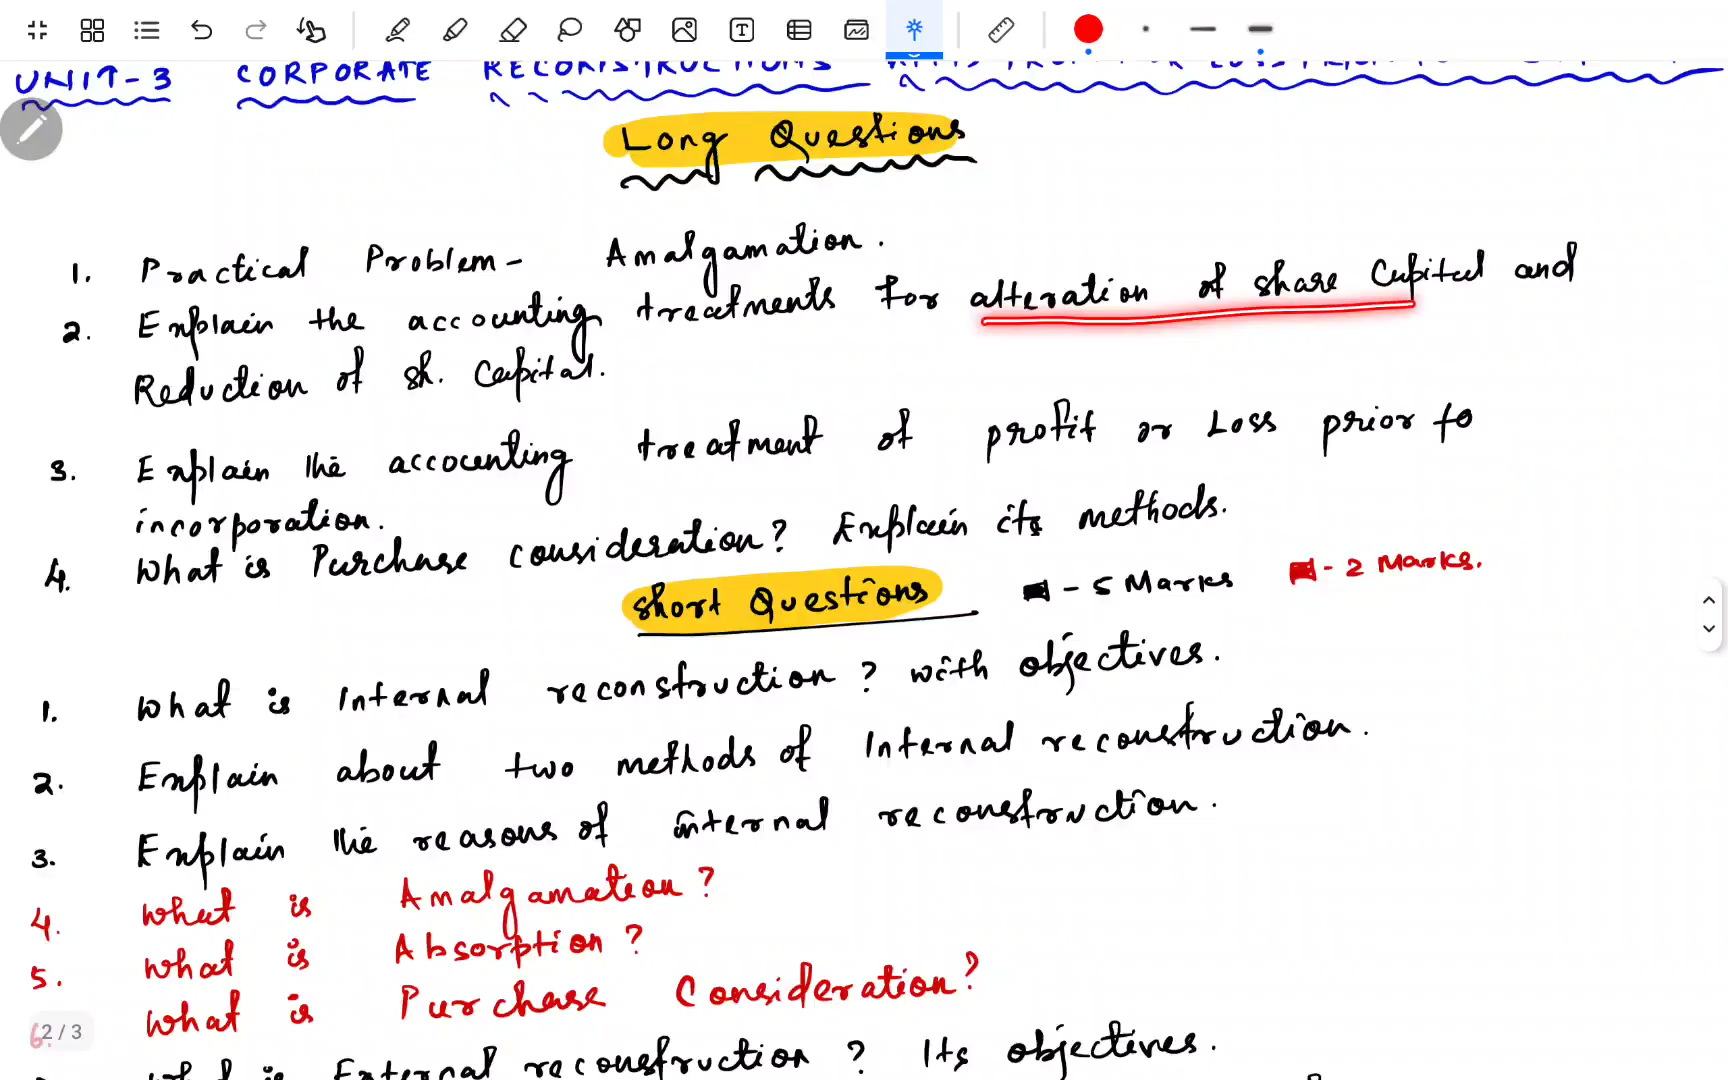 UNIT-3 CORPORATE RECONSTRUCTIONS
Long Questions
1. Practical Problem - Amalgamation.
2. Explain the accounting treatments for alteration of share Capital and
Reduction of sh. Capital.
3. Explain the accounting treatment of profit or Loss prior to
incorporation.
4. What is Purchase consideration? Explain its methods.
Short Questions - 5 Marks - 2 Marks.
1. What is Internal reconstruction? with objectives.
2. Explain about two methods of Internal reconstruction.
3. Explain the reasons of internal reconstruction.
4. What is Amalgamation?
5. What is Absorption?
6. What is Purchase Consideration?
2/3
What is External reconstruction? Its objectives.